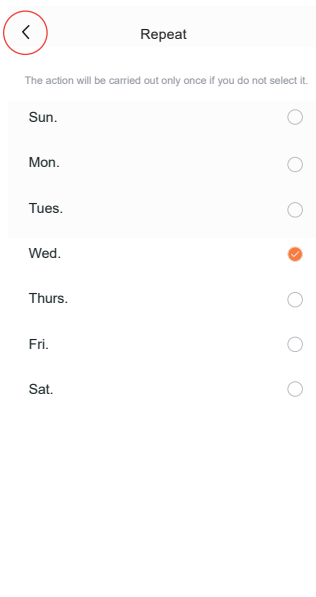 Repeat
The action will be carried out only once if you do not select it.
Sun.
Mon.
Tues.
Wed.
Thurs.
Fri.
Sat.